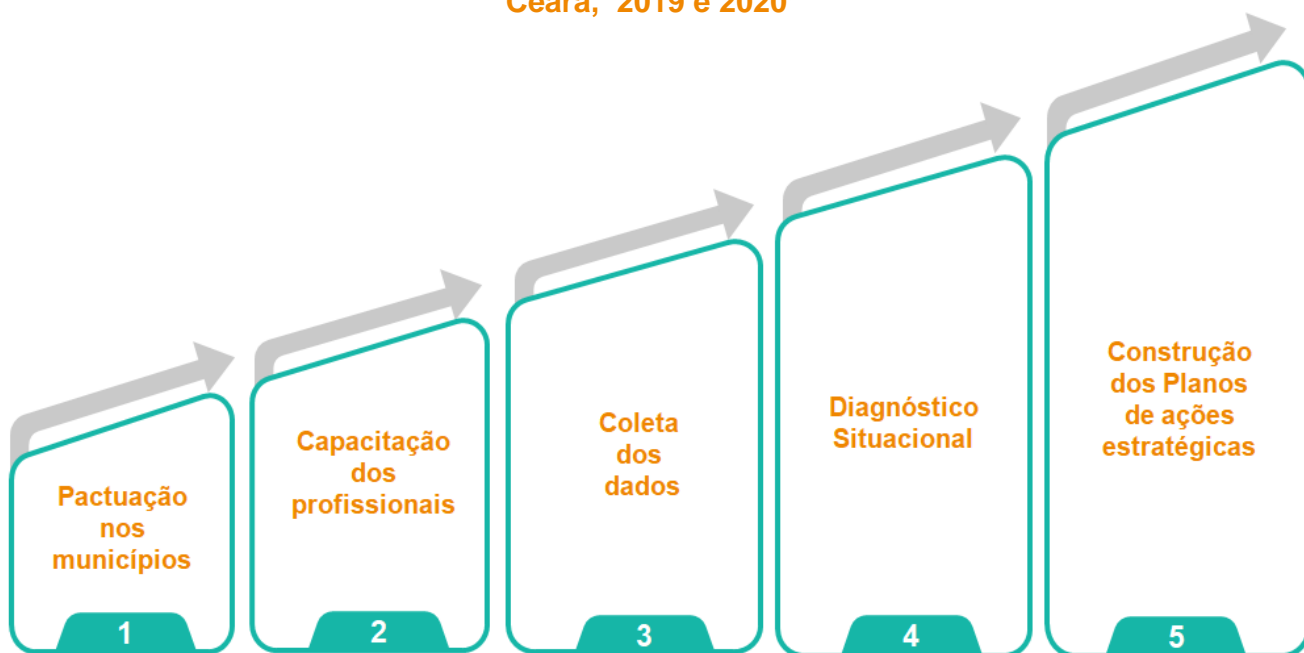 Ceará, 2019 e 2020
Pactuação
nos
municípios
1
Capacitação
dos
profissionais
2
Coleta
dos
dados
3
Diagnóstico
Situacional
4
Construção
dos Planos
de ações
estratégicas
5